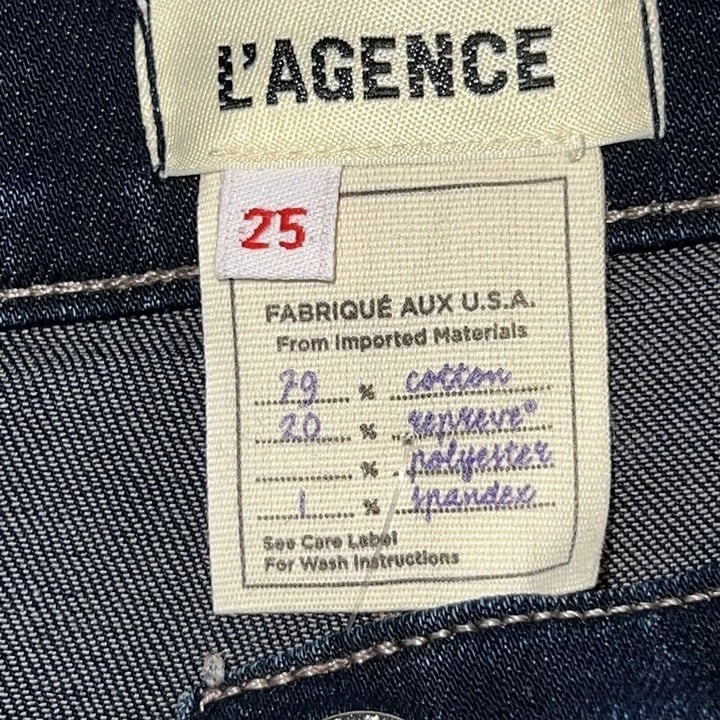 L'AGENCE
25
FABRIQUÉ AUX U.S.A.
From Imported Materials
79 % cotton
20 % repreve®
% polyester
1 % spandex
See Care Label
For Wash Instructions